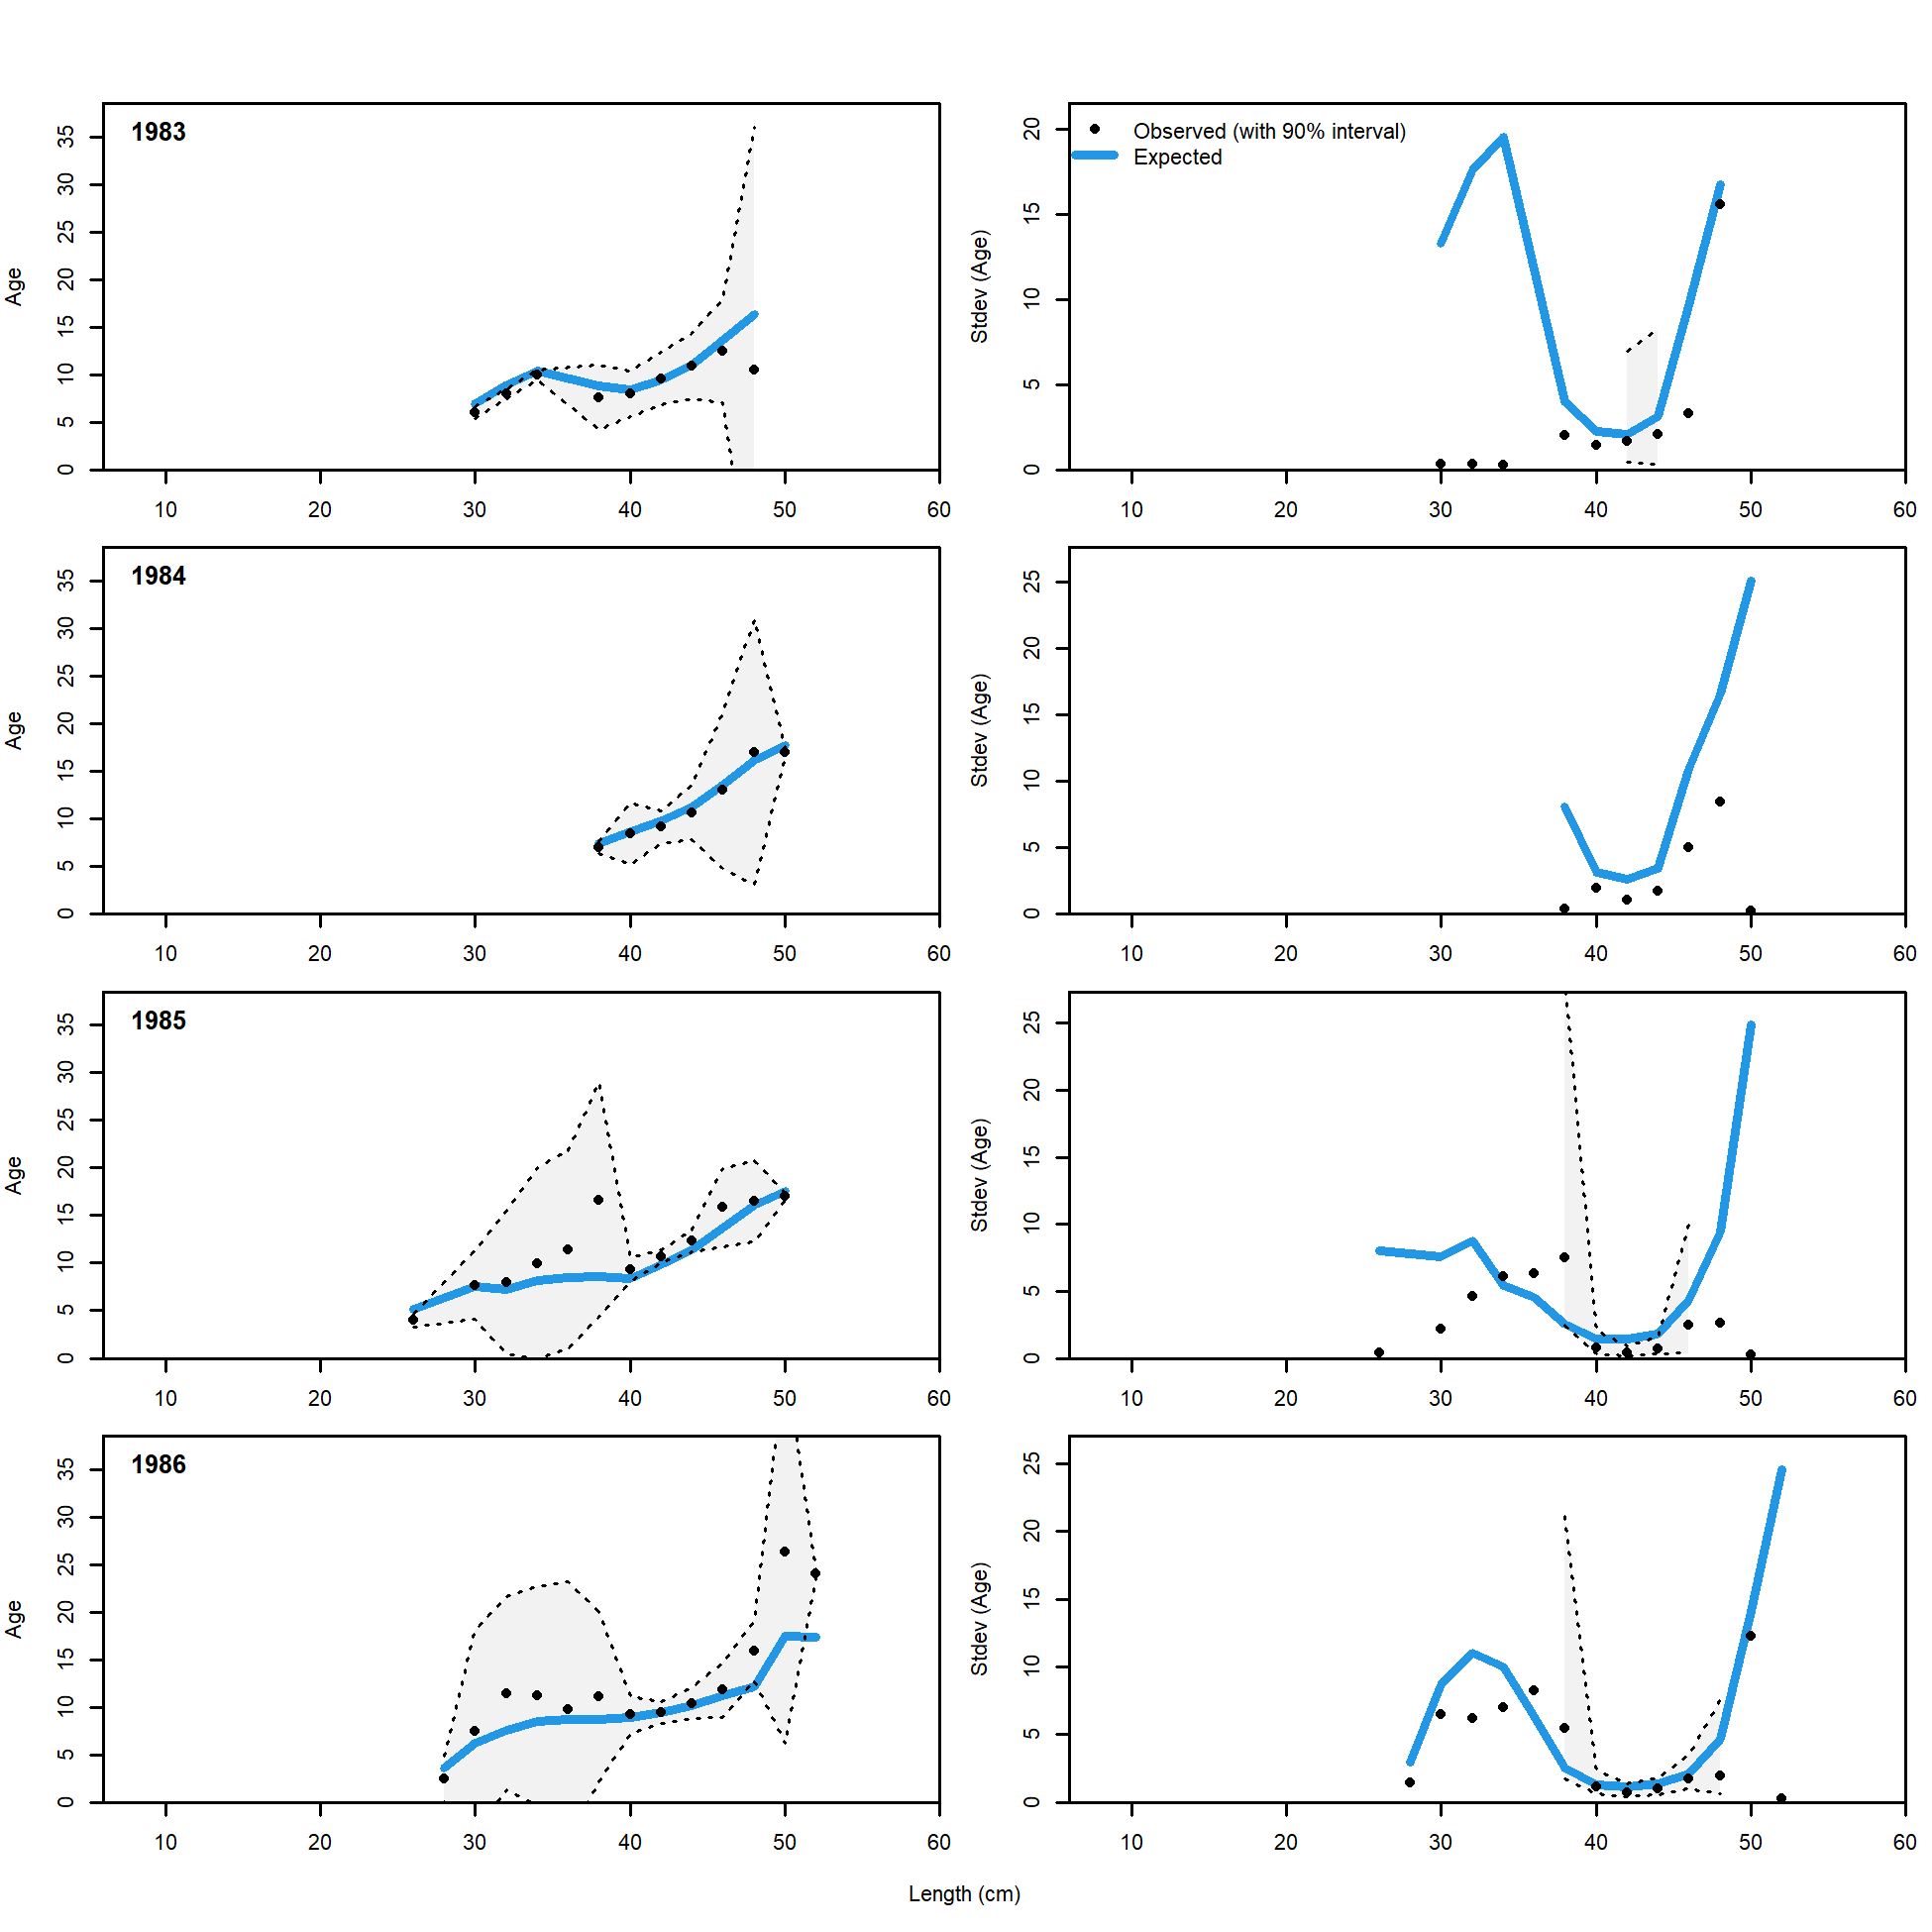 1983
Age
0 5 10 15 20 25 30 35
10 20 30 40 50 60
Observed (with 90% interval)
Expected
Stdev (Age)
0 5 10 15 20
10 20 30 40 50 60
1984
Age
0 5 10 15 20 25 30 35
10 20 30 40 50 60
Stdev (Age)
0 5 10 15 20 25
10 20 30 40 50 60
1985
Age
0 5 10 15 20 25 30 35
10 20 30 40 50 60
Stdev (Age)
0 5 10 15 20 25
10 20 30 40 50 60
1986
Age
0 5 10 15 20 25 30 35
10 20 30 40 50 60
Stdev (Age)
0 5 10 15 20 25
10 20 30 40 50 60
Length (cm)